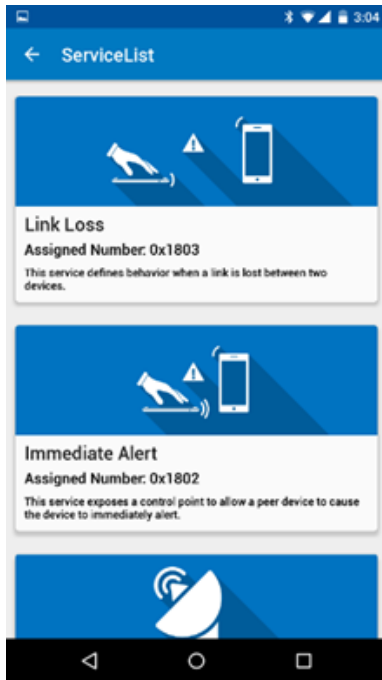 3:04
ServiceList
Link Loss
Assigned Number: 0x1803
This service defines behavior when a link is lost between two
devices.
Immediate Alert
Assigned Number: 0x1802
This service exposes a control point to allow a peer device to cause
the device to immediately alert.